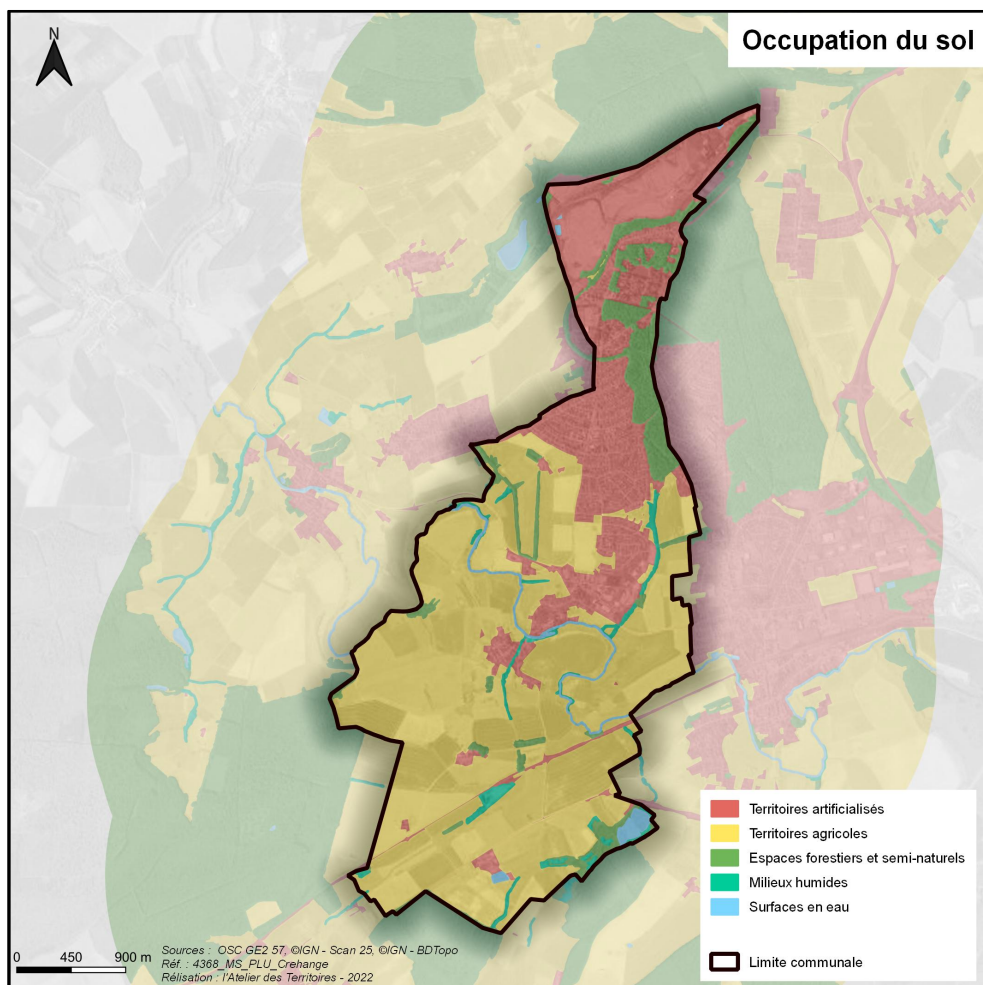 N
Occupation du sol
Territoires artificialisés
Territoires agricoles
Espaces forestiers et semi-naturels
Milieux humides
Surfaces en eau
Limite communale
0 450 900 m
Sources : OSC GE2 57, ©IGN - Scan 25, ©IGN - BDTopo
Réf. : 4368_MS_PLU_Crehange
Rélisation : l'Atelier des Territoires - 2022